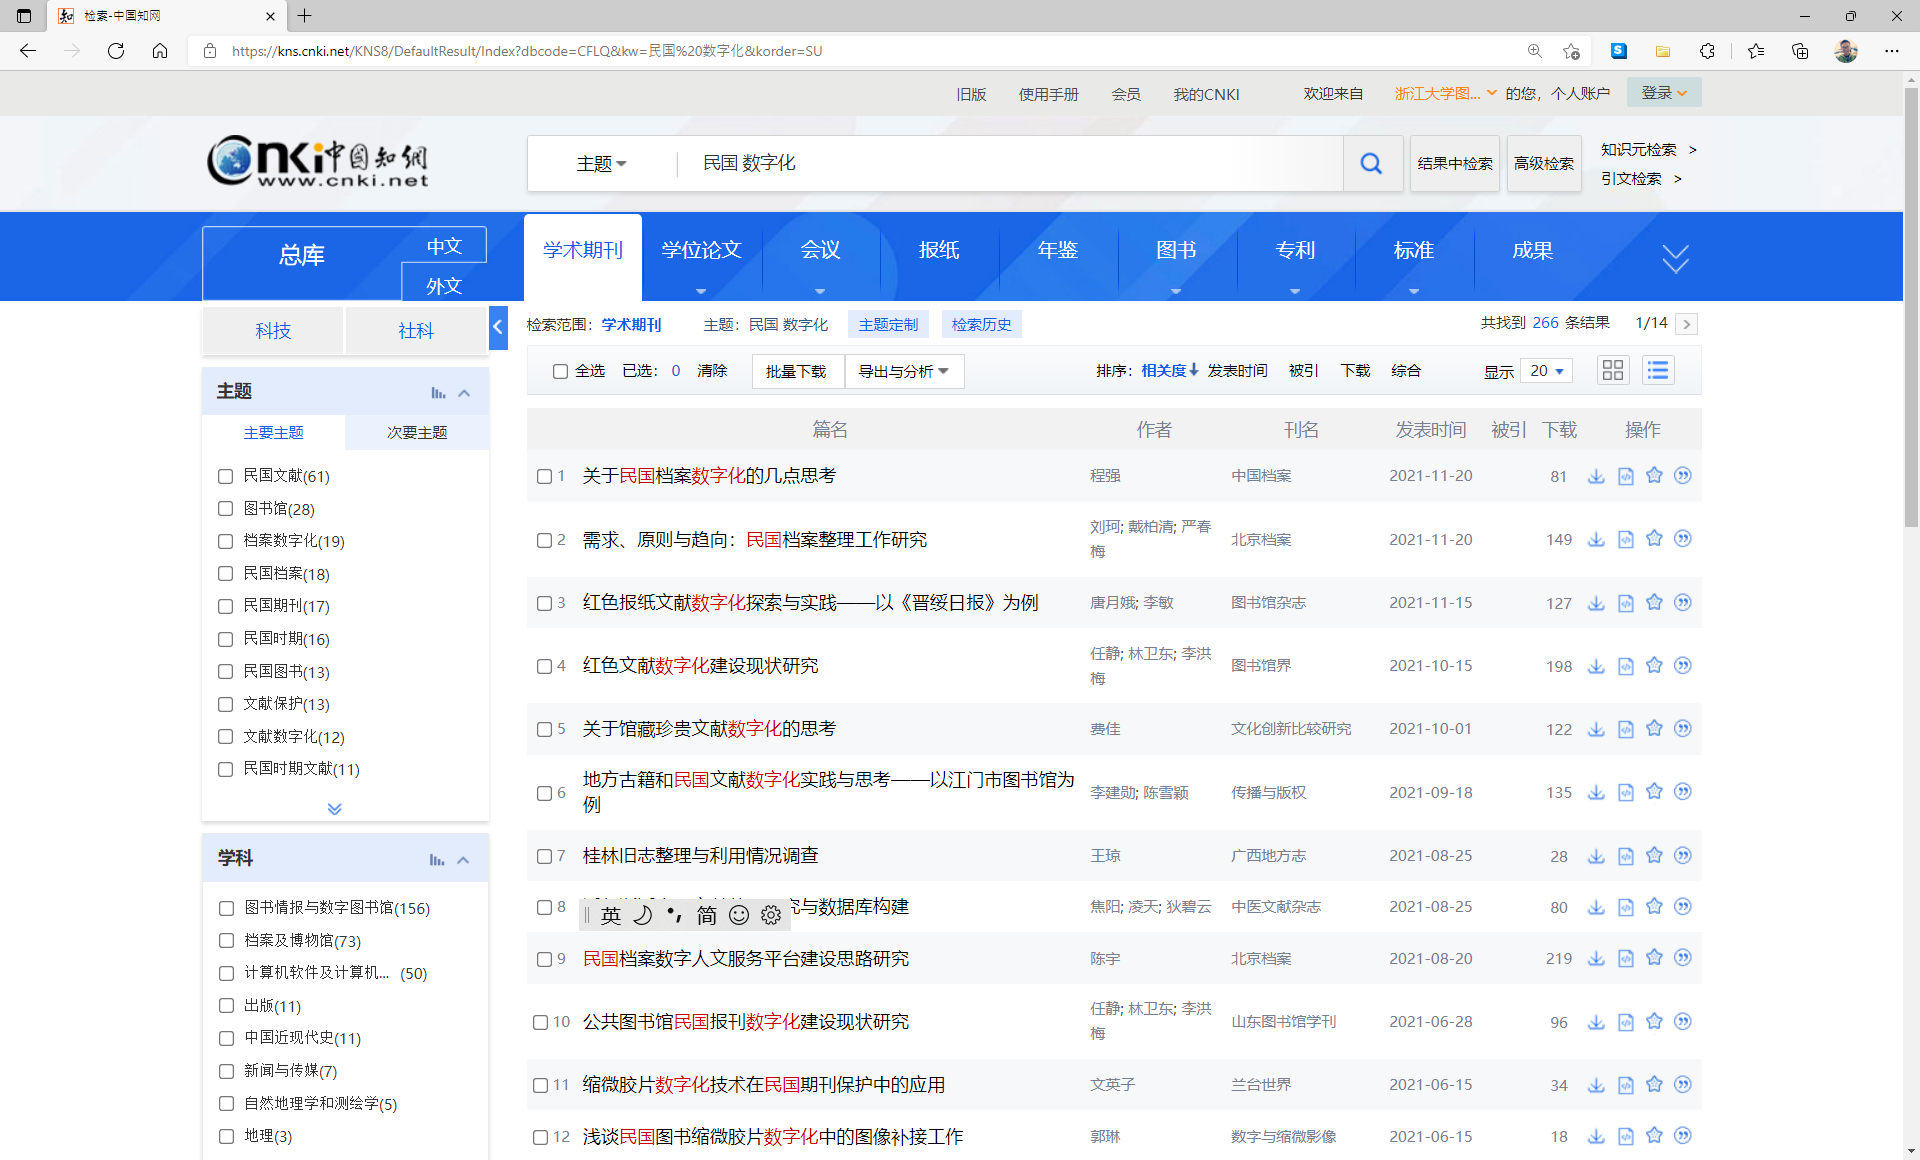 检索-中国知网
https://kns.cnki.net/KNS8/DefaultResult/Index?dbcode=CFLQ&kw=民国%20数字化&korder=SU
旧版 使用手册 会员 我的CNKI 欢迎来自 浙江大学图... 的您，个人账户 登录
cnki中国知网
www.cnki.net
主题 民国 数字化 结果中检索 高级检索
知识元检索 >
引文检索 >
总库 中文 外文
学术期刊 学位论文 会议 报纸 年鉴 图书 专利 标准 成果
科技 社科
检索范围：学术期刊 主题：民国 数字化 主题定制 检索历史 共找到 266 条结果 1/14 >
全选 已选：0 清除 批量下载 导出与分析 排序：相关度 发表时间 被引 下载 综合 显示 20
主题
主要主题 次要主题
民国文献(61)
图书馆(28)
档案数字化(19)
民国档案(18)
民国期刊(17)
民国时期(16)
民国图书(13)
文献保护(13)
文献数字化(12)
民国时期文献(11)
学科
图书情报与数字图书馆(156)
档案及博物馆(73)
计算机软件及计算机... (50)
出版(11)
中国近现代史(11)
新闻与传媒(7)
自然地理学和测绘学(5)
地理(3)
篇名 作者 刊名 发表时间 被引 下载 操作
1 关于民国档案数字化的几点思考 程强 中国档案 2021-11-20 81
2 需求、原则与趋向：民国档案整理工作研究 刘珂; 戴柏清; 严春梅 北京档案 2021-11-20 149
3 红色报纸文献数字化探索与实践——以《晋绥日报》为例 唐月娥; 李敏 图书馆杂志 2021-11-15 127
4 红色文献数字化建设现状研究 任静; 林卫东; 李洪梅 图书馆界 2021-10-15 198
5 关于馆藏珍贵文献数字化的思考 费佳 文化创新比较研究 2021-10-01 122
6 地方古籍和民国文献数字化实践与思考——以江门市图书馆为例 李建勋; 陈雪颖 传播与版权 2021-09-18 135
7 桂林旧志整理与利用情况调查 王琼 广西地方志 2021-08-25 28
8 究与数据库构建 焦阳; 凌天; 狄碧云 中医文献杂志 2021-08-25 80
英 简
9 民国档案数字人文服务平台建设思路研究 陈宇 北京档案 2021-08-20 219
10 公共图书馆民国报刊数字化建设现状研究 任静; 林卫东; 李洪梅 山东图书馆学刊 2021-06-28 96
11 缩微胶片数字化技术在民国期刊保护中的应用 文英子 兰台世界 2021-06-15 34
12 浅谈民国图书缩微胶片数字化中的图像补接工作 郭琳 数字与缩微影像 2021-06-15 18